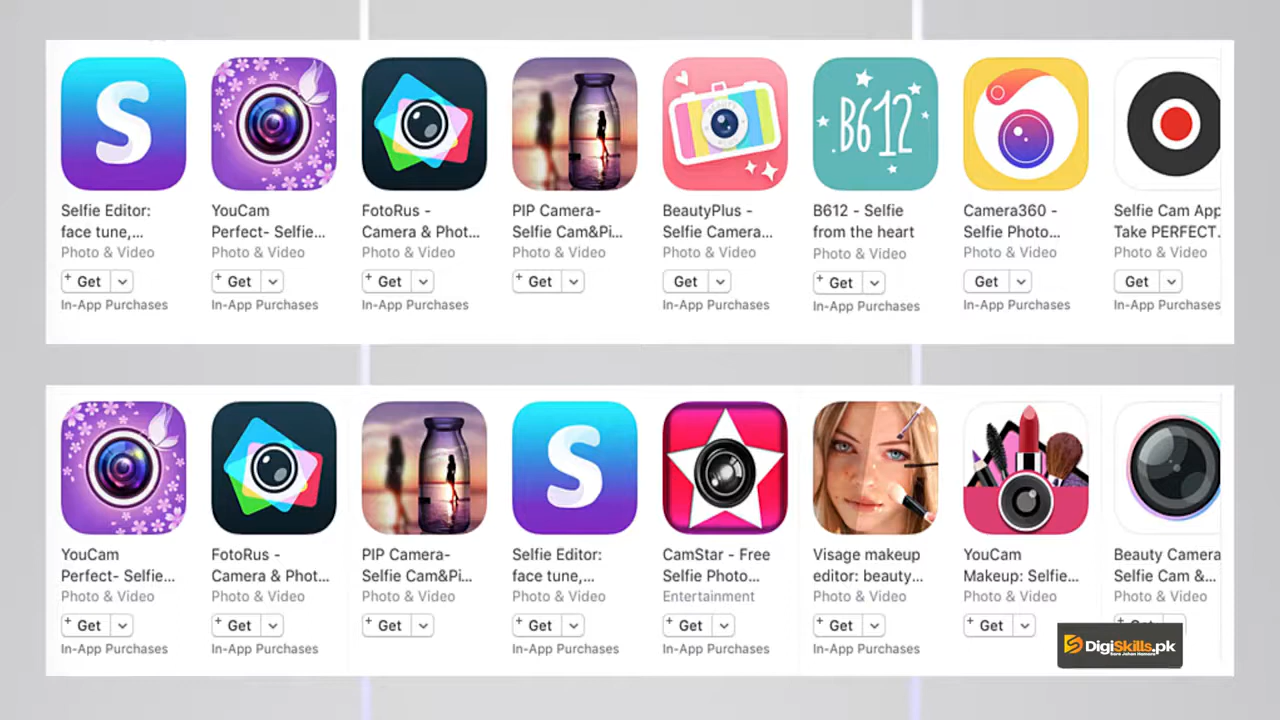 S
B612
Selfie Editor:
face tune,...
Photo & Video
+ Get
In-App Purchases
YouCam
Perfect- Selfie...
Photo & Video
+ Get
In-App Purchases
FotoRus -
Camera & Phot...
Photo & Video
+ Get
In-App Purchases
PIP Camera-
Selfie Cam&Pi...
Photo & Video
+ Get
BeautyPlus -
Selfie Camera...
Photo & Video
Get
In-App Purchases
B612 - Selfie
from the heart
Photo & Video
+ Get
In-App Purchases
Camera360 -
Selfie Photo...
Photo & Video
Get
In-App Purchases
Selfie Cam App
Take PERFECT.
Photo & Video
Get
In-App Purchases
S
YouCam
Perfect- Selfie...
Photo & Video
+ Get
In-App Purchases
FotoRus -
Camera & Phot...
Photo & Video
+ Get
In-App Purchases
PIP Camera-
Selfie Cam&Pi...
Photo & Video
+ Get
Selfie Editor:
face tune,...
Photo & Video
+ Get
In-App Purchases
CamStar - Free
Selfie Photo...
Entertainment
+ Get
In-App Purchases
Visage makeup
editor: beauty...
Photo & Video
+ Get
In-App Purchases
YouCam
Makeup: Selfie...
Photo & Video
+ Get
Beauty Camera
Selfie Cam &...
Photo & Video
DigiSkills.pk